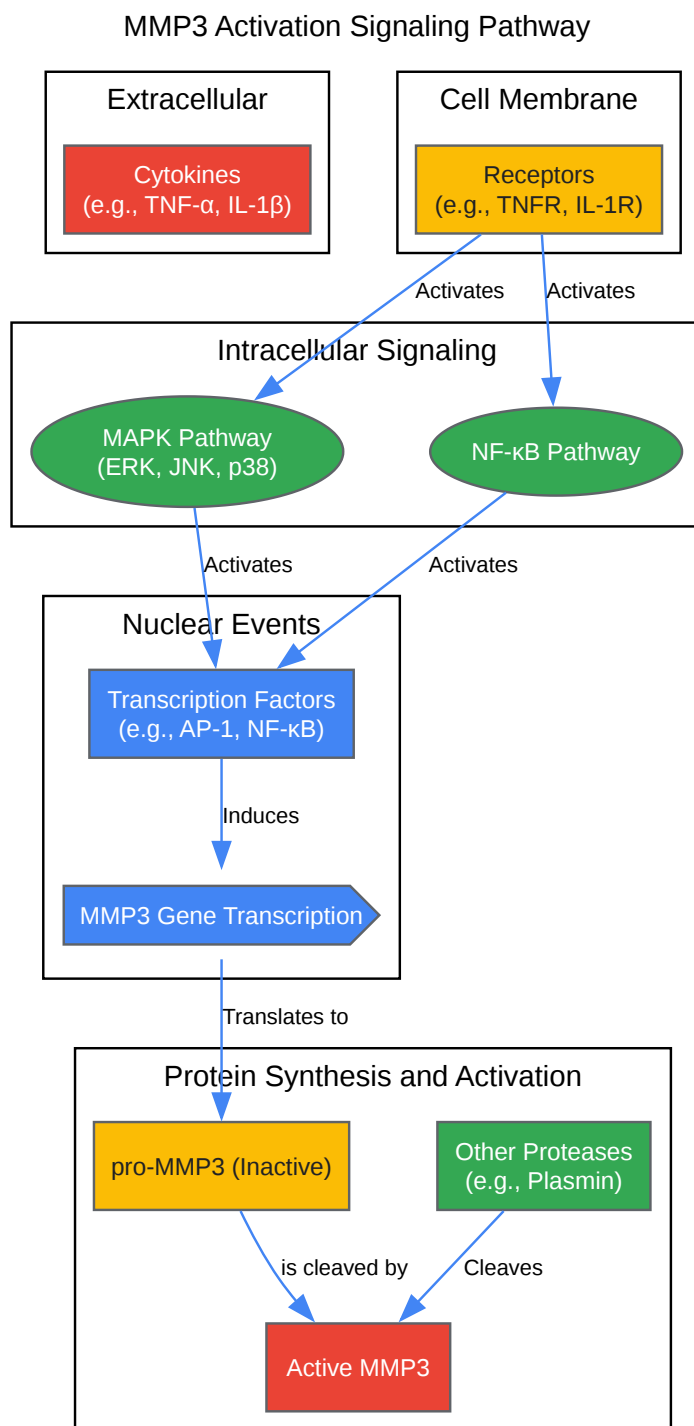 MMP3 Activation Signaling Pathway
Extracellular
Cytokines
(e.g., TNF-α, IL-1β)
Cell Membrane
Receptors
(e.g., TNFR, IL-1R)
Activates
Activates
Intracellular Signaling
MAPK Pathway
(ERK, JNK, p38)
NF-κB Pathway
Activates
Activates
Nuclear Events
Transcription Factors
(e.g., AP-1, NF-κB)
Induces
MMP3 Gene Transcription
Translates to
Protein Synthesis and Activation
pro-MMP3 (Inactive)
Other Proteases
(e.g., Plasmin)
is cleaved by
Cleaves
Active MMP3